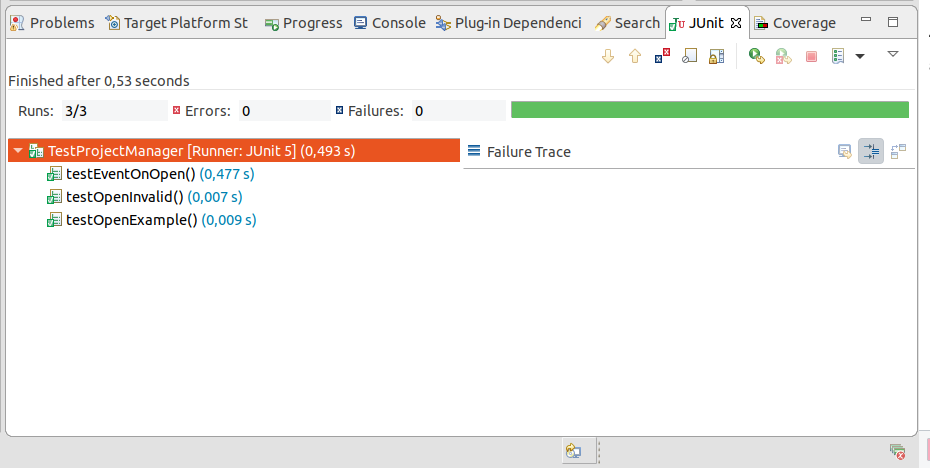 Problems Target Platform St Progress Console Plug-in Dependenci Search JUnit Coverage
Finished after 0,53 seconds
Runs: 3/3 Errors: 0 Failures: 0
TestProjectManager [Runner: JUnit 5] (0,493 s) Failure Trace
testEventOnOpen() (0,477 s)
testOpenInvalid() (0,007 s)
testOpenExample() (0,009 s)